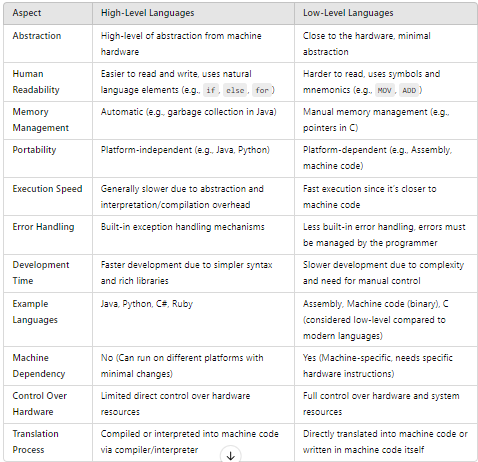 Aspect High-Level Languages Low-Level Languages
Abstraction High-level of abstraction from machine Close to the hardware, minimal
hardware abstraction
Human Easier to read and write, uses natural Harder to read, uses symbols and
Readability language elements (e.g., if, else, for) mnemonics (e.g., MOV, ADD)
Memory Automatic (e.g., garbage collection in Java) Manual memory management (e.g.,
Management pointers in C)
Portability Platform-independent (e.g., Java, Python) Platform-dependent (e.g., Assembly,
machine code)
Execution Speed Generally slower due to abstraction and Fast execution since it's closer to
interpretation/compilation overhead machine code
Error Handling Built-in exception handling mechanisms Less built-in error handling, errors must
be managed by the programmer
Development Faster development due to simpler syntax Slower development due to complexity
Time and rich libraries and need for manual control
Example Java, Python, C#, Ruby Assembly, Machine code (binary), C
Languages (considered low-level compared to
modern languages)
Machine No (Can run on different platforms with Yes (Machine-specific, needs specific
Dependency minimal changes) hardware instructions)
Control Over Limited direct control over hardware Full control over hardware and system
Hardware resources resources
Translation Compiled or interpreted into machine code Directly translated into machine code or
Process via compiler/interpreter written in machine code itself